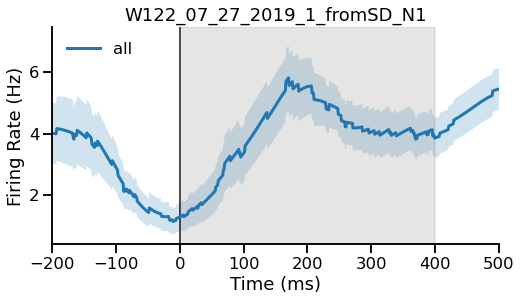 W122_07_27_2019_1_fromSD_N1
all
Firing Rate (Hz)
6
4
2
−200 −100 0 100 200 300 400 500
Time (ms)